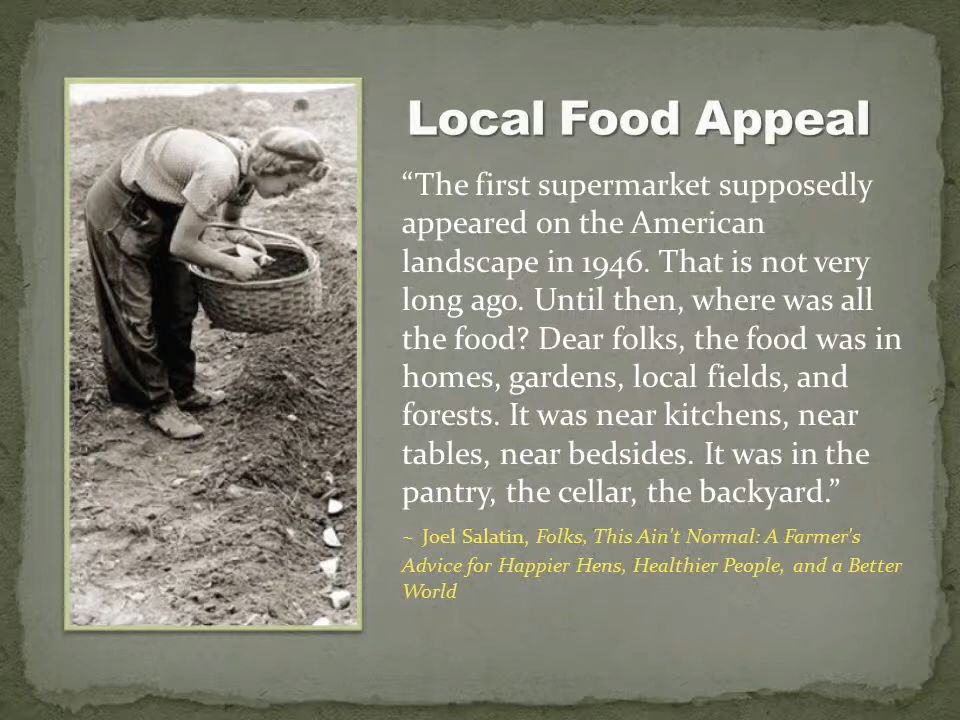 Local Food Appeal
“The first supermarket supposedly
appeared on the American
landscape in 1946. That is not very
long ago. Until then, where was all
the food? Dear folks, the food was in
homes, gardens, local fields, and
forests. It was near kitchens, near
tables, near bedsides. It was in the
pantry, the cellar, the backyard.”
~ Joel Salatin, Folks, This Ain't Normal: A Farmer's
Advice for Happier Hens, Healthier People, and a Better
World